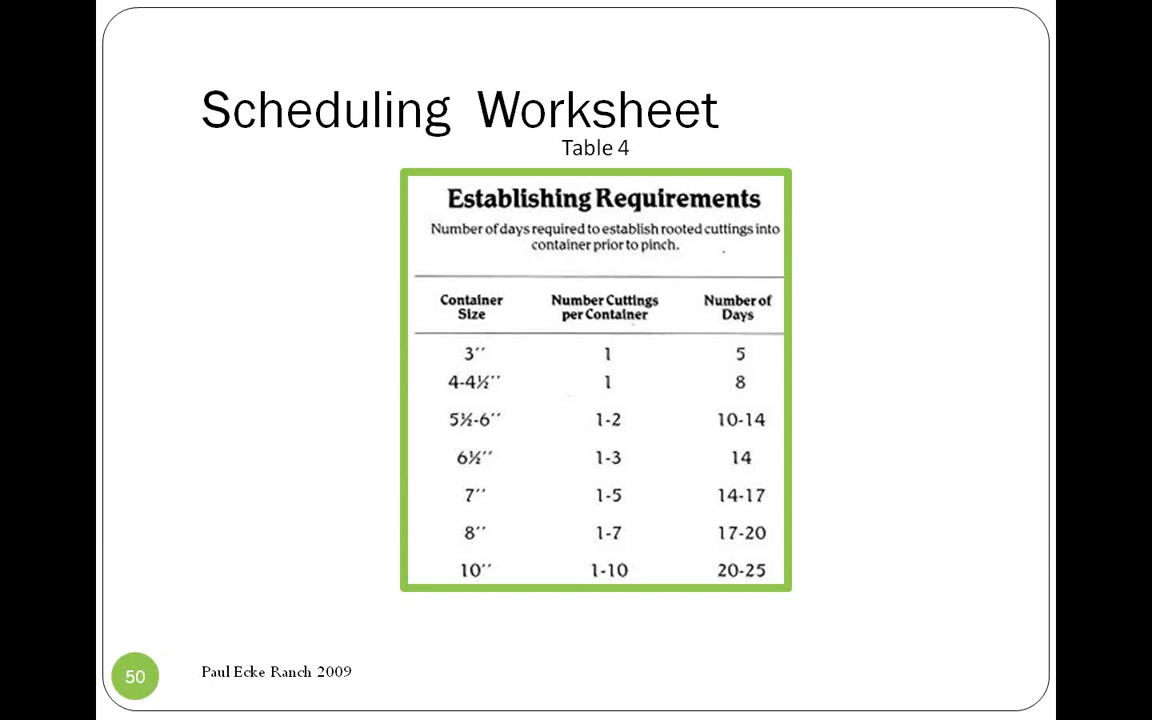 Scheduling Worksheet
Table 4
Establishing Requirements
Number of days required to establish rooted cuttings into
container prior to pinch.
Container Number Cuttings Number of
Size per Container Days
3′′ 1 5
4-4½′′ 1 8
5½-6′′ 1-2 10-14
6½′′ 1-3 14
7′′ 1-5 14-17
8′′ 1-7 17-20
10′′ 1-10 20-25
50 Paul Ecke Ranch 2009